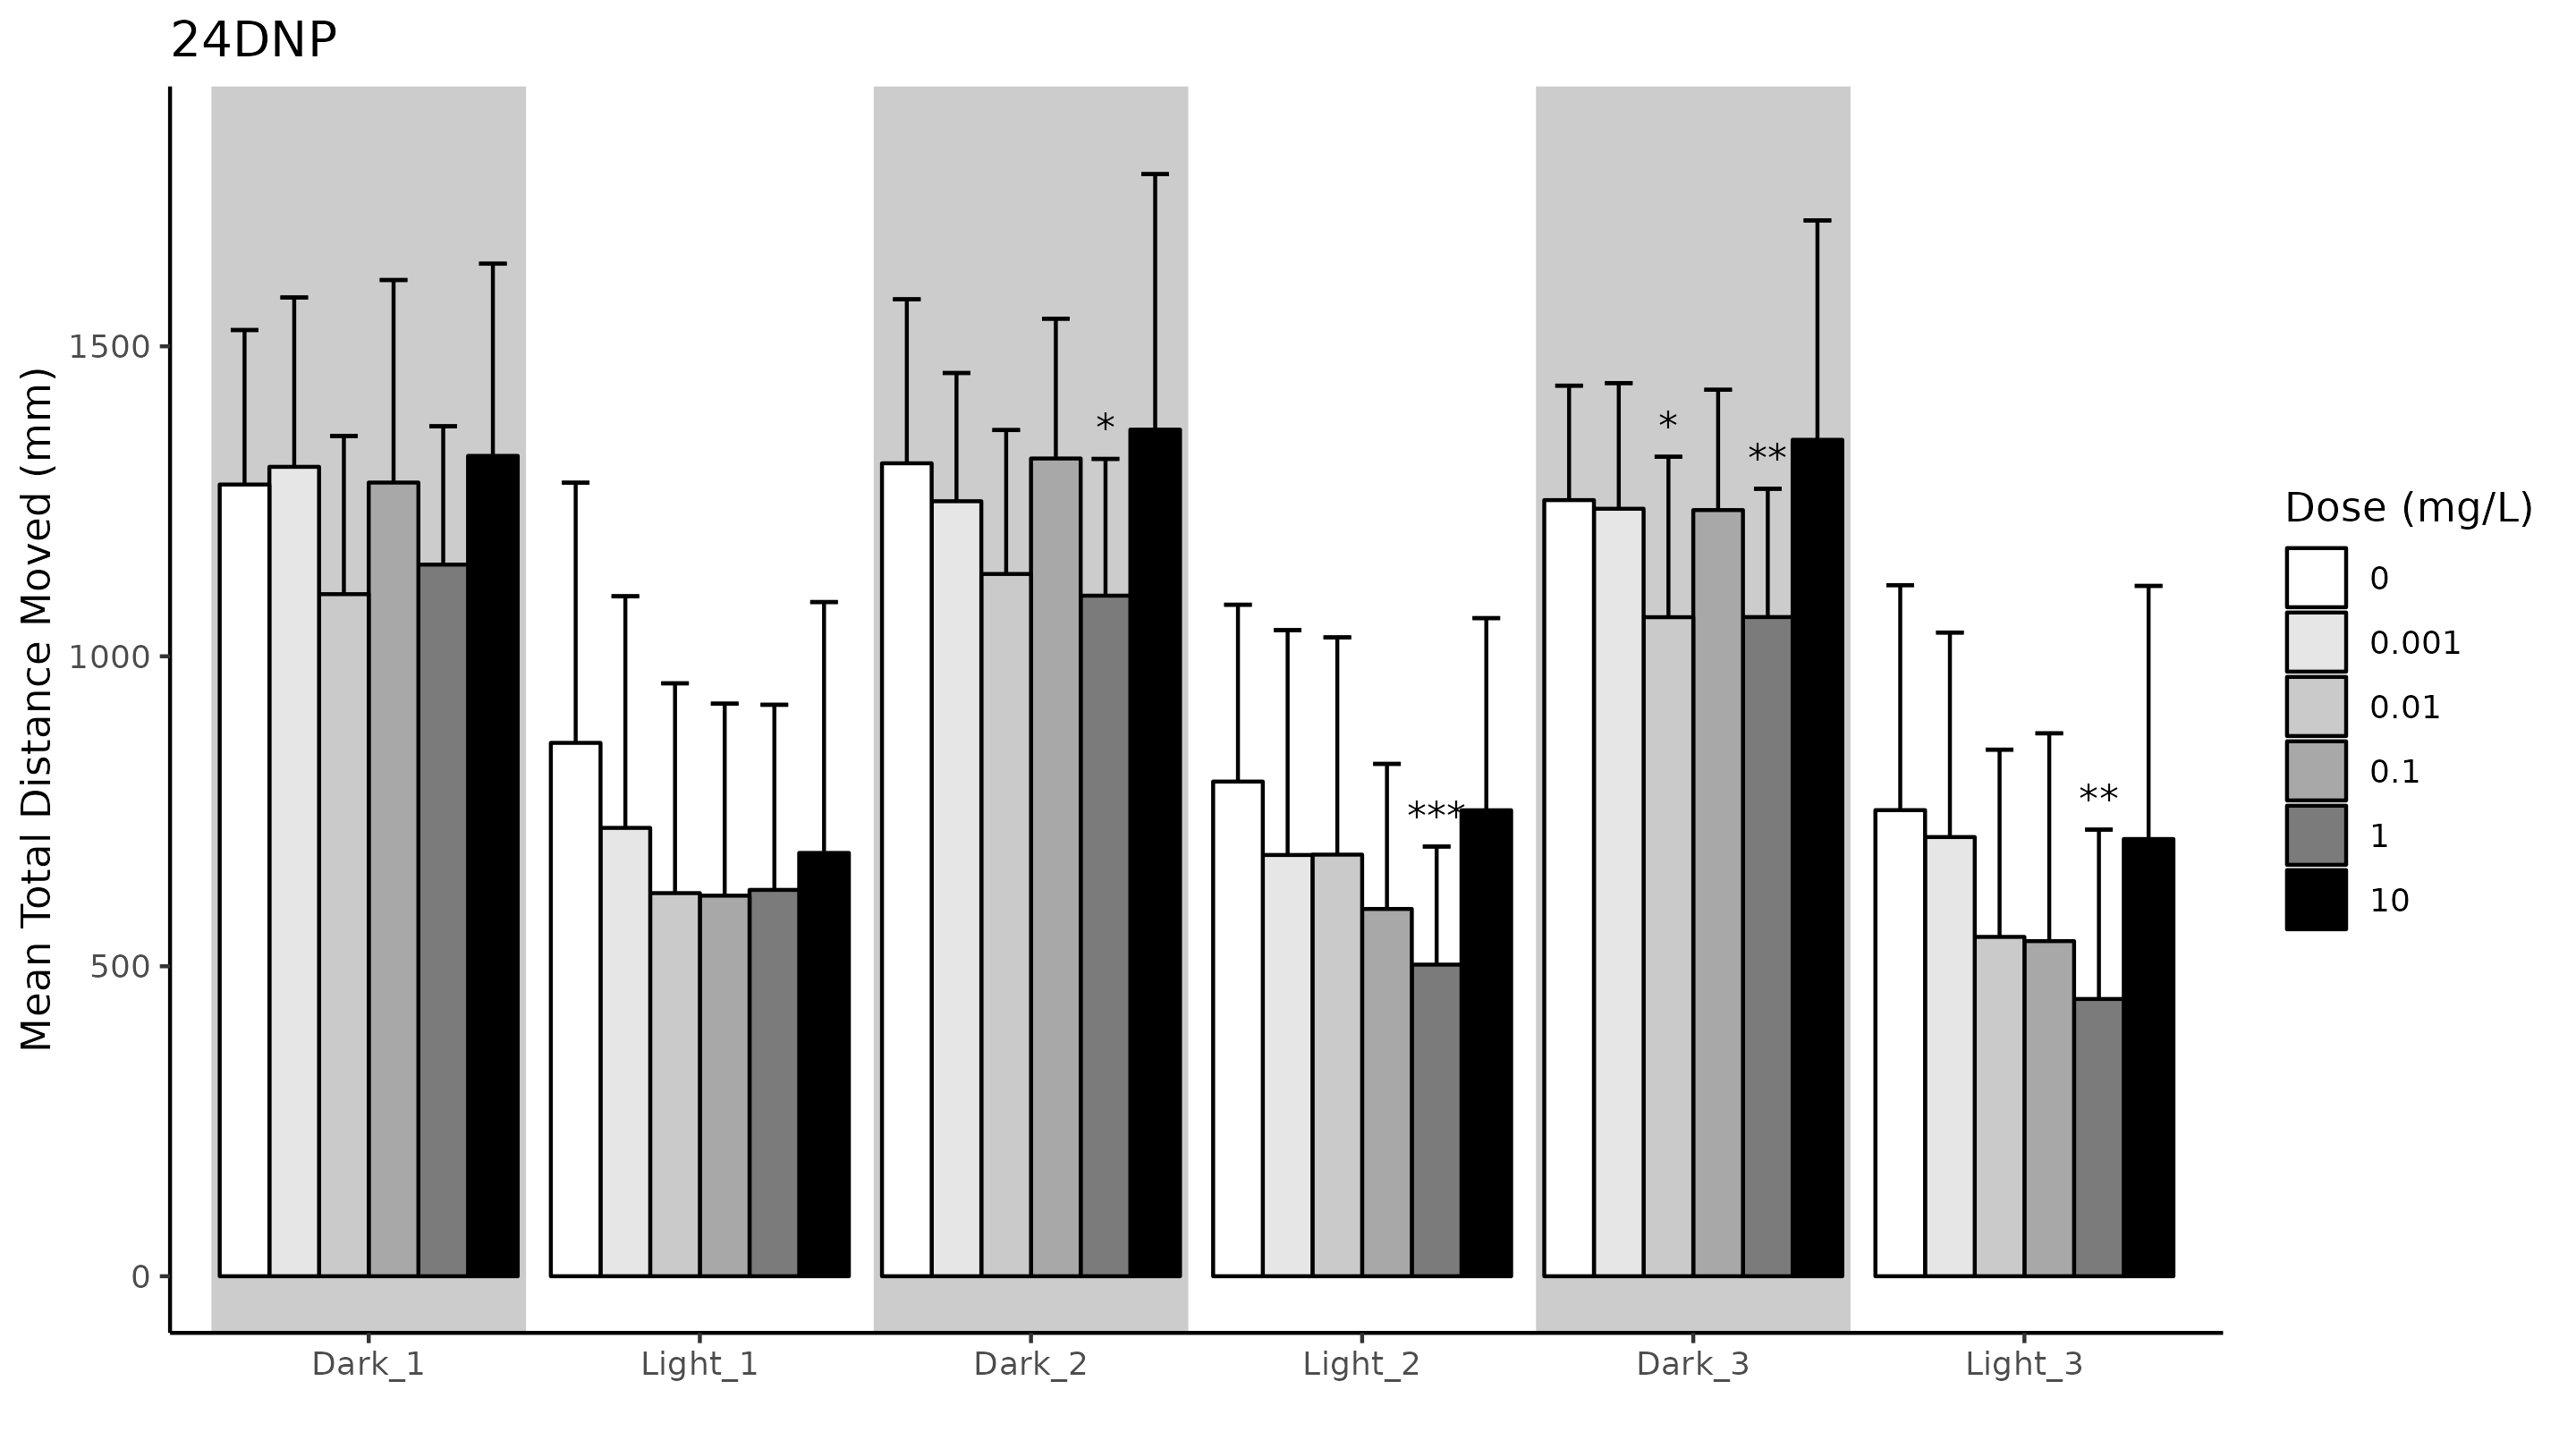 24DNP
Mean Total Distance Moved (mm)
1500
1000
500
0
*
***
*
**
**
Dark_1
Light_1
Dark_2
Light_2
Dark_3
Light_3
Dose (mg/L)
0
0.001
0.01
0.1
1
10